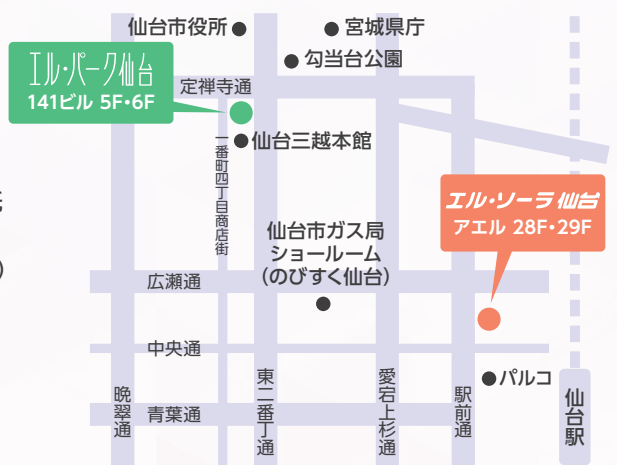 仙台市役所
宮城県庁
勾当台公園
エル・パーク仙台
141ビル 5F・6F
定禅寺通
仙台三越本館
一番町四丁目商店街
エル・ソーラ仙台
アエル 28F・29F
仙台市ガス局
ショールーム
(のびすく仙台)
広瀬通
)
中央通
パルコ
晩翠通
東二番丁通
愛宕上杉通
駅前通
仙台駅
青葉通